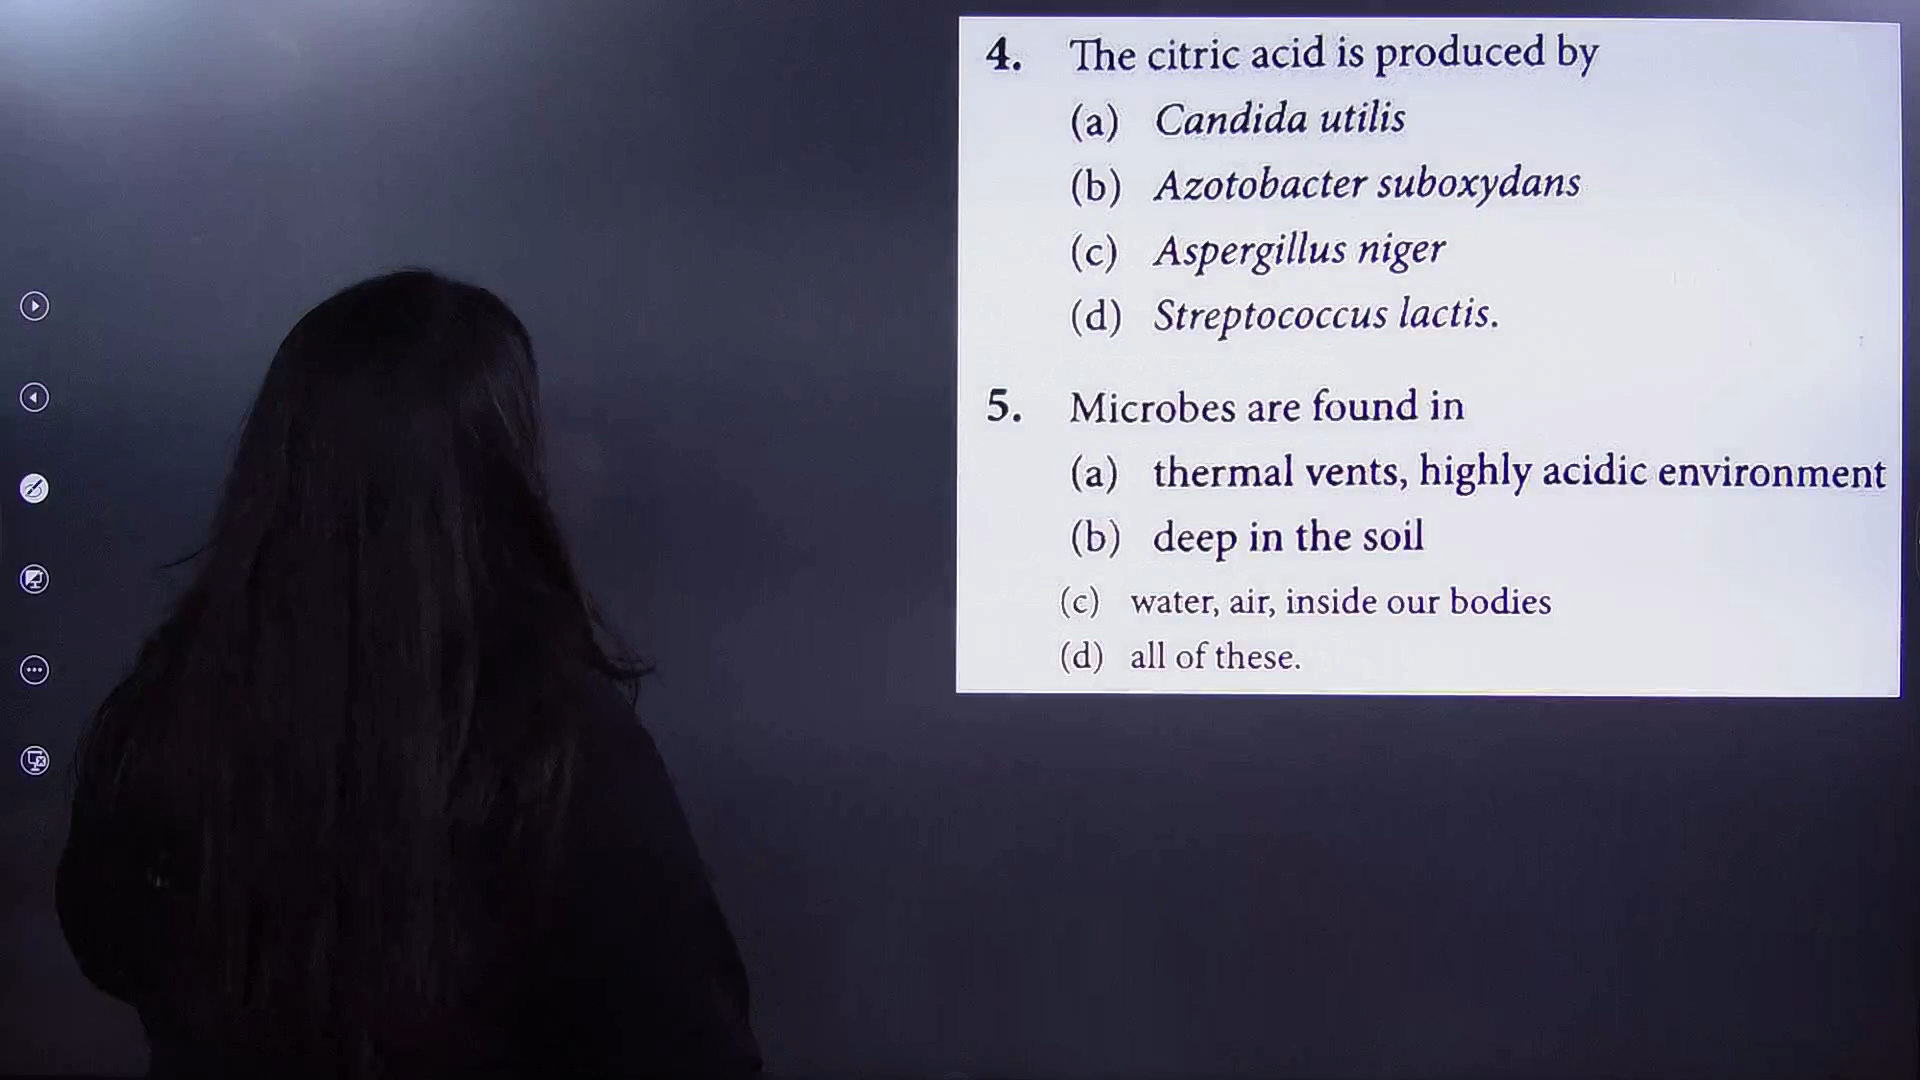 4. The citric acid is produced by
(a) Candida utilis
(b) Azotobacter suboxydans
(c) Aspergillus niger
(d) Streptococcus lactis.
5. Microbes are found in
(a) thermal vents, highly acidic environment
(b) deep in the soil
(c) water, air, inside our bodies
(d) all of these.